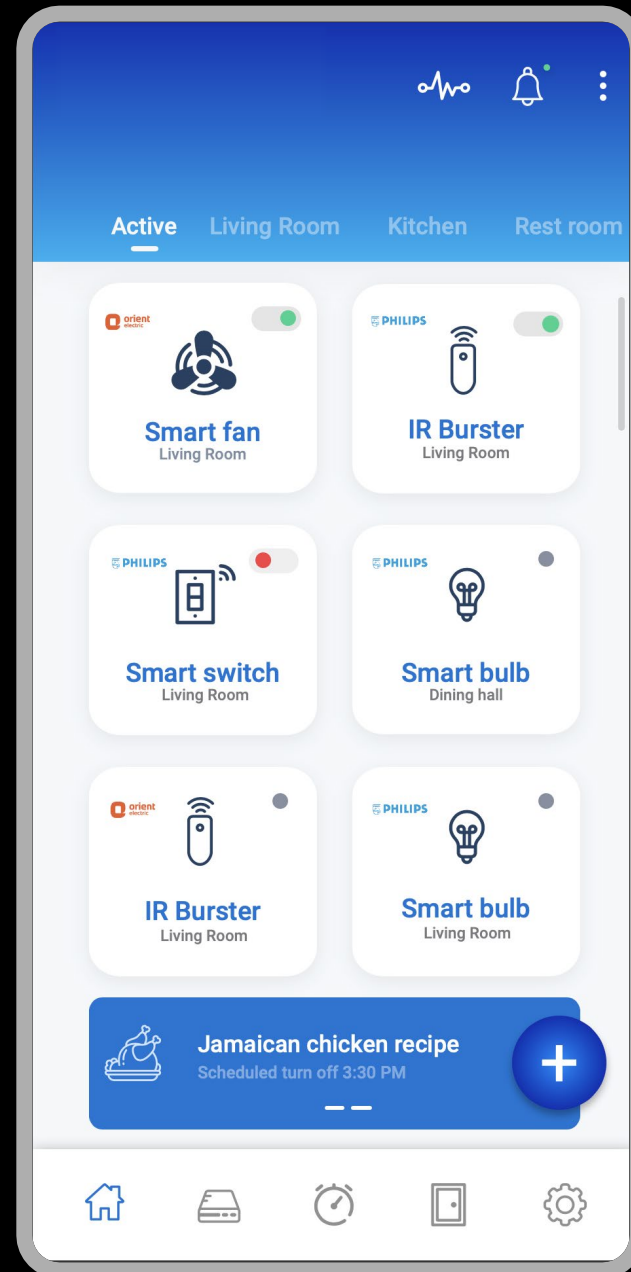 Active Living Room Kitchen Rest room
orient
electric
Smart fan
Living Room
PHILIPS
IR Burster
Living Room
PHILIPS
Smart switch
Living Room
PHILIPS
Smart bulb
Dining hall
orient
electric
IR Burster
Living Room
PHILIPS
Smart bulb
Living Room
Jamaican chicken recipe
Scheduled turn off 3:30 PM